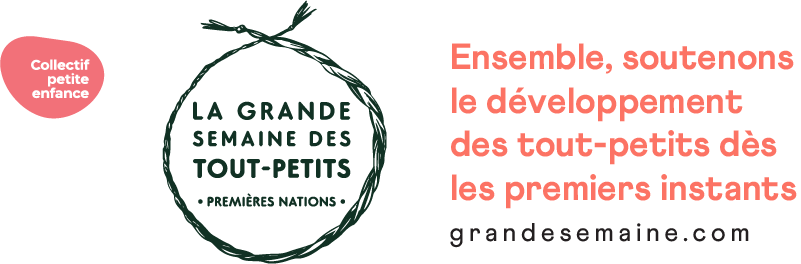 Collectif
petite
enfance
LA GRANDE
SEMAINE DES
TOUT-PETITS
• PREMIÈRES NATIONS •
Ensemble, soutenons
le développement
des tout-petits dès
les premiers instants
grandesemaine.com